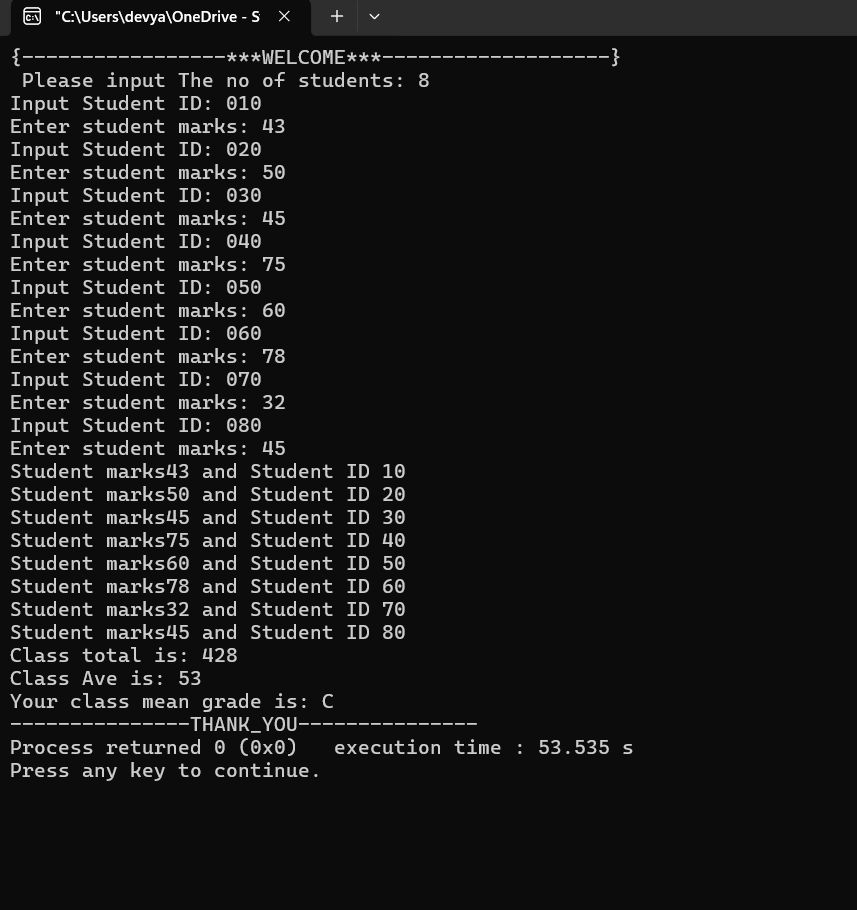 "C:\Users\devya\OneDrive - S
{-----------------***WELCOME***-------------------}
 Please input The no of students: 8
Input Student ID: 010
Enter student marks: 43
Input Student ID: 020
Enter student marks: 50
Input Student ID: 030
Enter student marks: 45
Input Student ID: 040
Enter student marks: 75
Input Student ID: 050
Enter student marks: 60
Input Student ID: 060
Enter student marks: 78
Input Student ID: 070
Enter student marks: 32
Input Student ID: 080
Enter student marks: 45
Student marks43 and Student ID 10
Student marks50 and Student ID 20
Student marks45 and Student ID 30
Student marks75 and Student ID 40
Student marks60 and Student ID 50
Student marks78 and Student ID 60
Student marks32 and Student ID 70
Student marks45 and Student ID 80
Class total is: 428
Class Ave is: 53
Your class mean grade is: C
---------------THANK_YOU---------------
Process returned 0 (0x0)   execution time : 53.535 s
Press any key to continue.